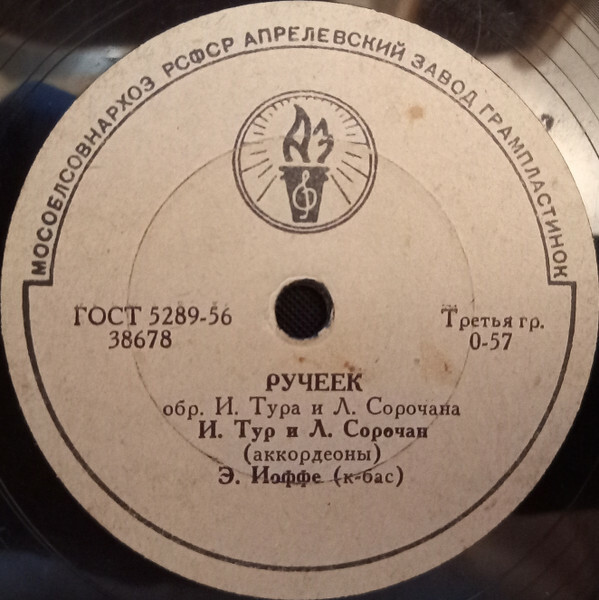 МОСОБЛСОВНАРХОЗ РСФСР АПРЕЛЕВСКИЙ ЗАВОД ГРАМПЛАСТИНОК
АЗ
ГОСТ 5289-56
38678
Третья гр.
0-57
РУЧЕЕК
обр. И. Тура и Л. Сорочана
И. Тур и Л. Сорочан
(аккордеоны)
Э. Иоффе (к-бас)